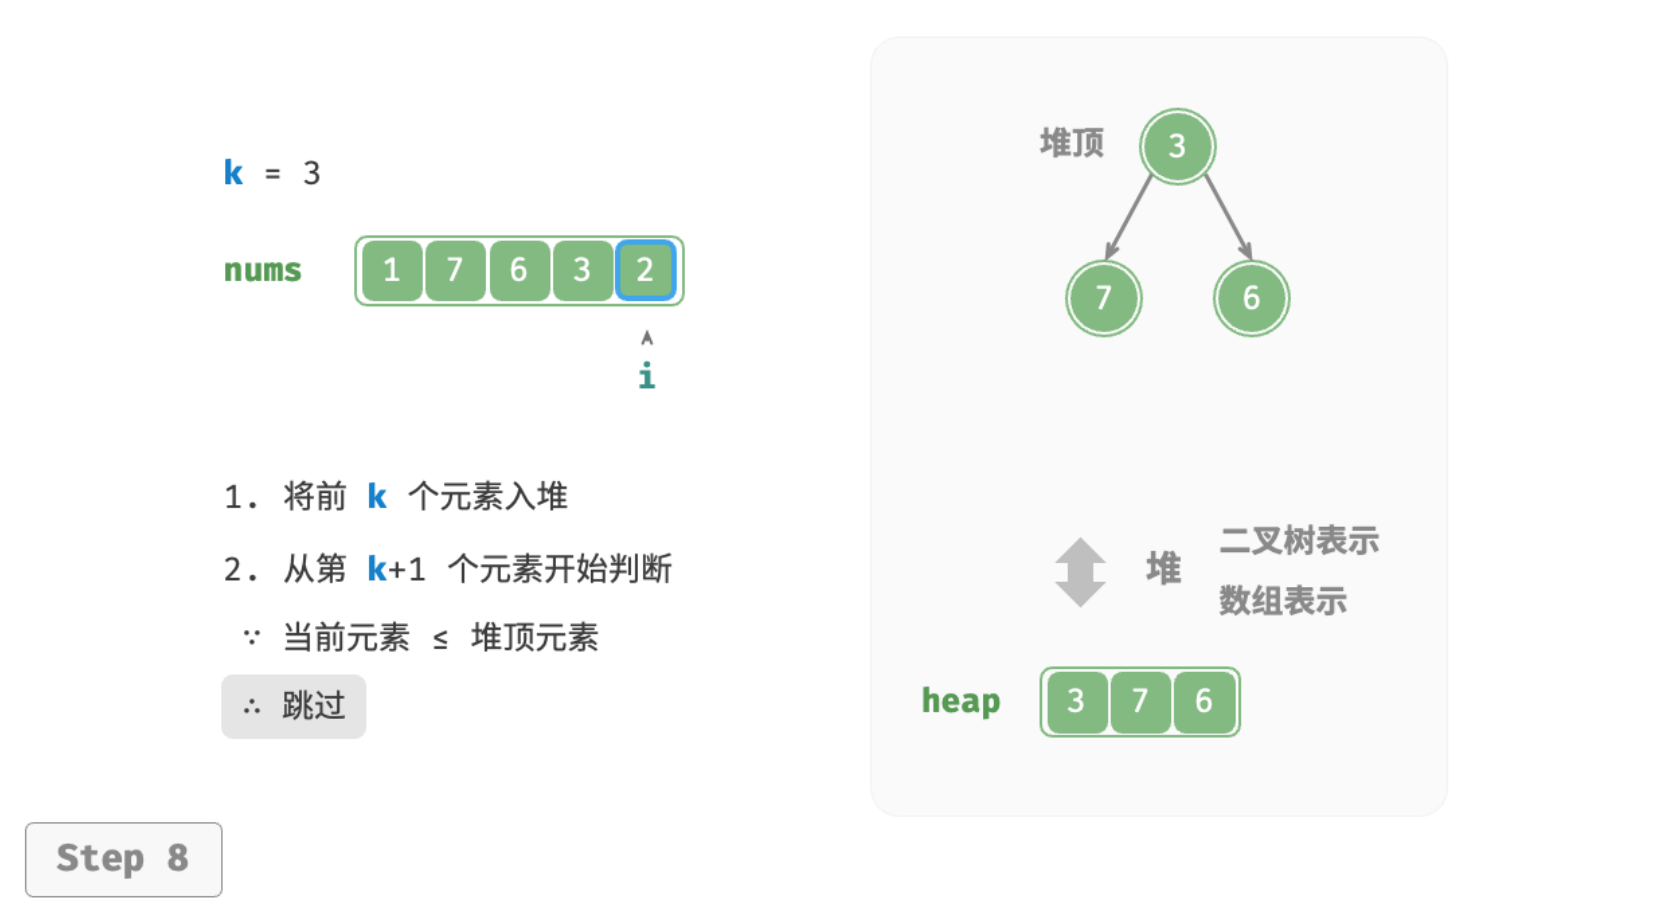 k = 3
nums 1 7 6 3 2
i
1. 将前 k 个元素入堆
2. 从第 k+1 个元素开始判断
∵ 当前元素 ≤ 堆顶元素
∴ 跳过
Step 8
堆顶 3
7 6
堆 二叉树表示
数组表示
heap 3 7 6